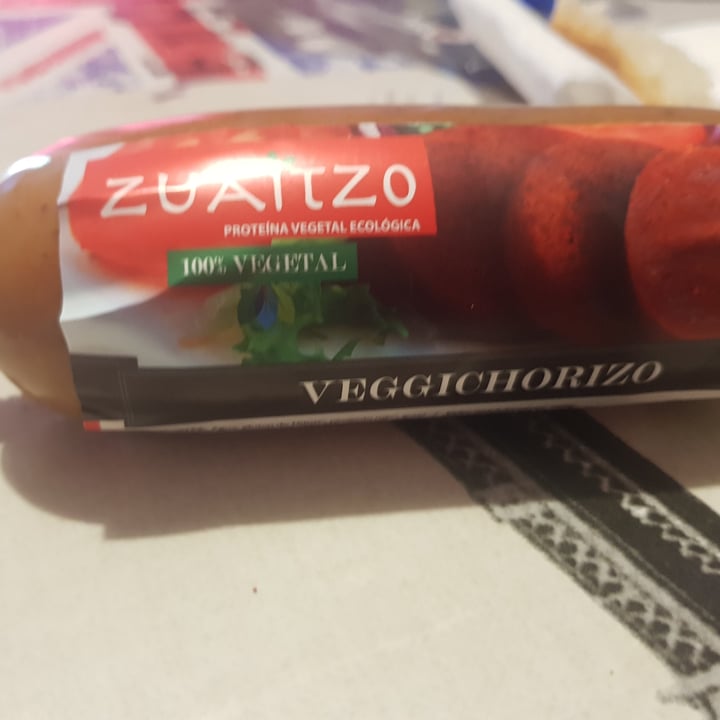 ZUAITZO
PROTEÍNA VEGETAL ECOLÓGICA
100% VEGETAL
VEGGICHORIZO